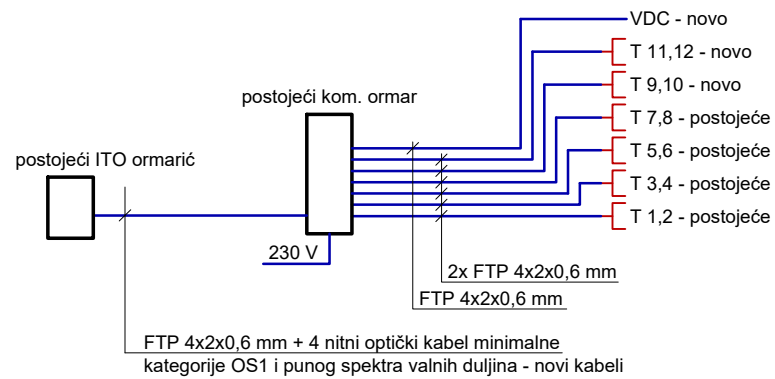 VDC - novo
T 11,12 - novo
T 9,10 - novo
postojeći kom. ormar
T 7,8 - postojeće
postojeći ITO ormarić
T 5,6 - postojeće
T 3,4 - postojeće
T 1,2 - postojeće
230 V
2x FTP 4x2x0,6 mm
FTP 4x2x0,6 mm
FTP 4x2x0,6 mm + 4 nitni optički kabel minimalne
kategorije OS1 i punog spektra valnih duljina - novi kabeli